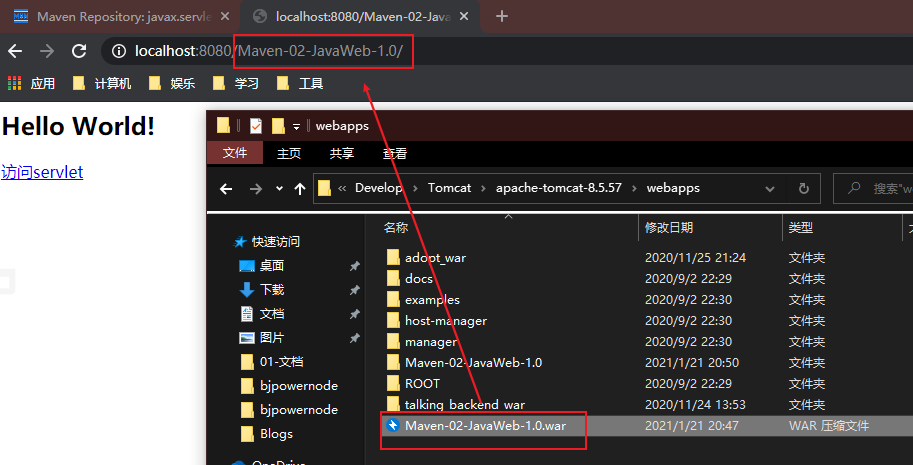 Maven Repository: javax.servle
localhost:8080/Maven-02-JavaW
localhost:8080/Maven-02-JavaWeb-1.0/
应用 计算机 娱乐 学习 工具
Hello World!
访问servlet
webapps
文件 主页 共享 查看
Develop Tomcat apache-tomcat-8.5.57 webapps 搜索"w
名称 修改日期 类型
快速访问
桌面
下载
文档
图片
01-文档
bjpowernode
bjpowernode
Blogs
OneDrive
adopt_war 2020/11/25 21:24 文件夹
docs 2020/9/2 22:29 文件夹
examples 2020/9/2 22:30 文件夹
host-manager 2020/9/2 22:30 文件夹
manager 2020/9/2 22:30 文件夹
Maven-02-JavaWeb-1.0 2021/1/21 20:50 文件夹
ROOT 2020/9/2 22:29 文件夹
talking_backend_war 2020/11/24 13:53 文件夹
Maven-02-JavaWeb-1.0.war 2021/1/21 20:47 WAR 压缩文件